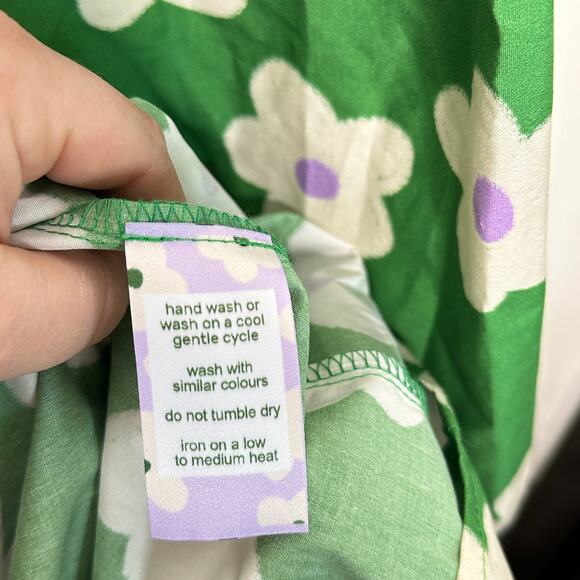 hand wash or
wash on a cool
gentle cycle
wash with
similar colours
do not tumble dry
iron on a low
to medium heat